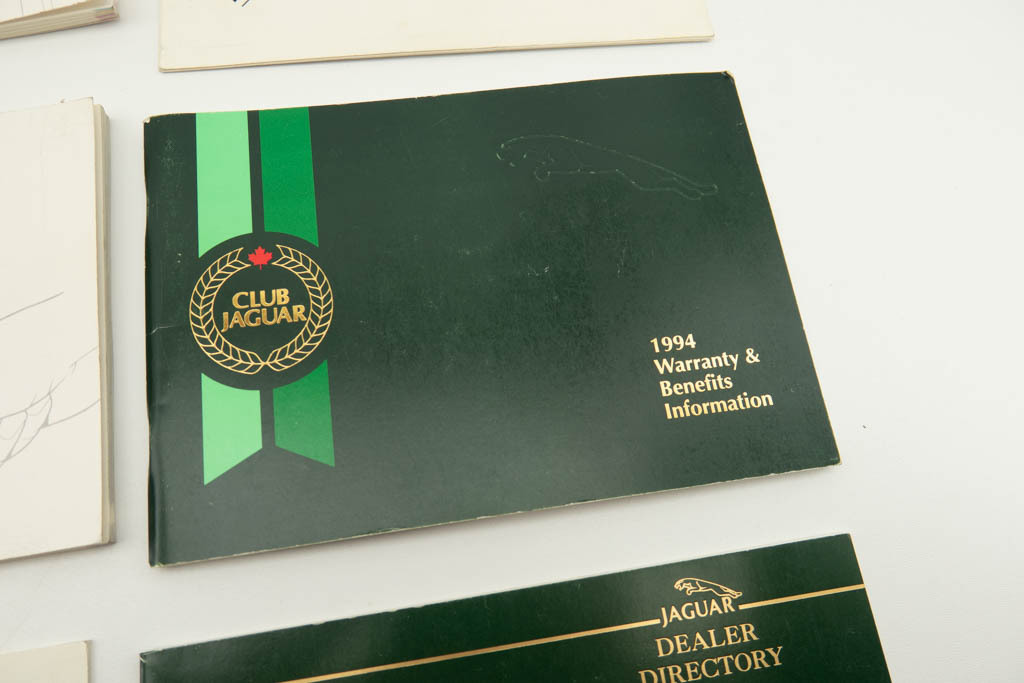 CLUB
JAGUAR
1994
Warranty &
Benefits
Information
JAGUAR
DEALER
DIRECTORY